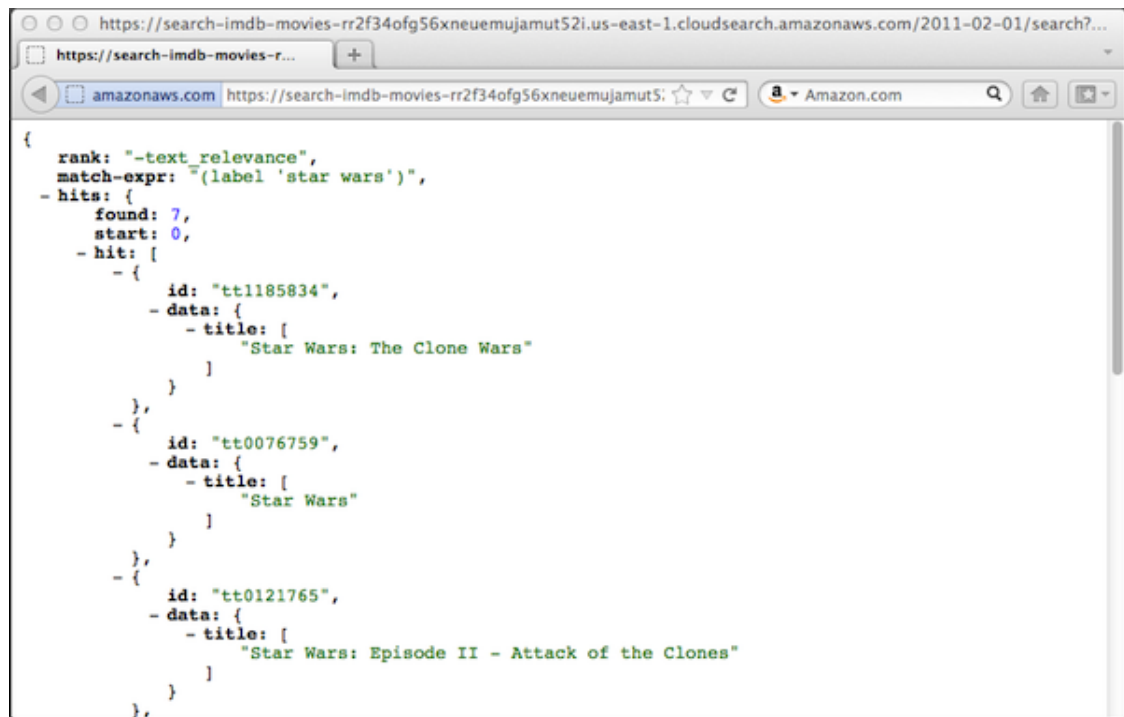 https://search-imdb-movies-rr2f34ofg56xneuemujamut52i.us-east-1.cloudsearch.amazonaws.com/2011-02-01/search?...
https://search-imdb-movies-r...
amazonaws.com https://search-imdb-movies-rr2f34ofg56xneuemujamut5 Amazon.com
{
rank: "-text_relevance",
match-expr: "(label 'star wars')",
- hits: {
found: 7,
start: 0,
- hit: [
- {
id: "tt1185834",
- data: {
- title: [
"Star Wars: The Clone Wars"
]
}
},
- {
id: "tt0076759",
- data: {
- title: [
"Star Wars"
]
}
},
- {
id: "tt0121765",
- data: {
- title: [
"Star Wars: Episode II - Attack of the Clones"
]
}
},